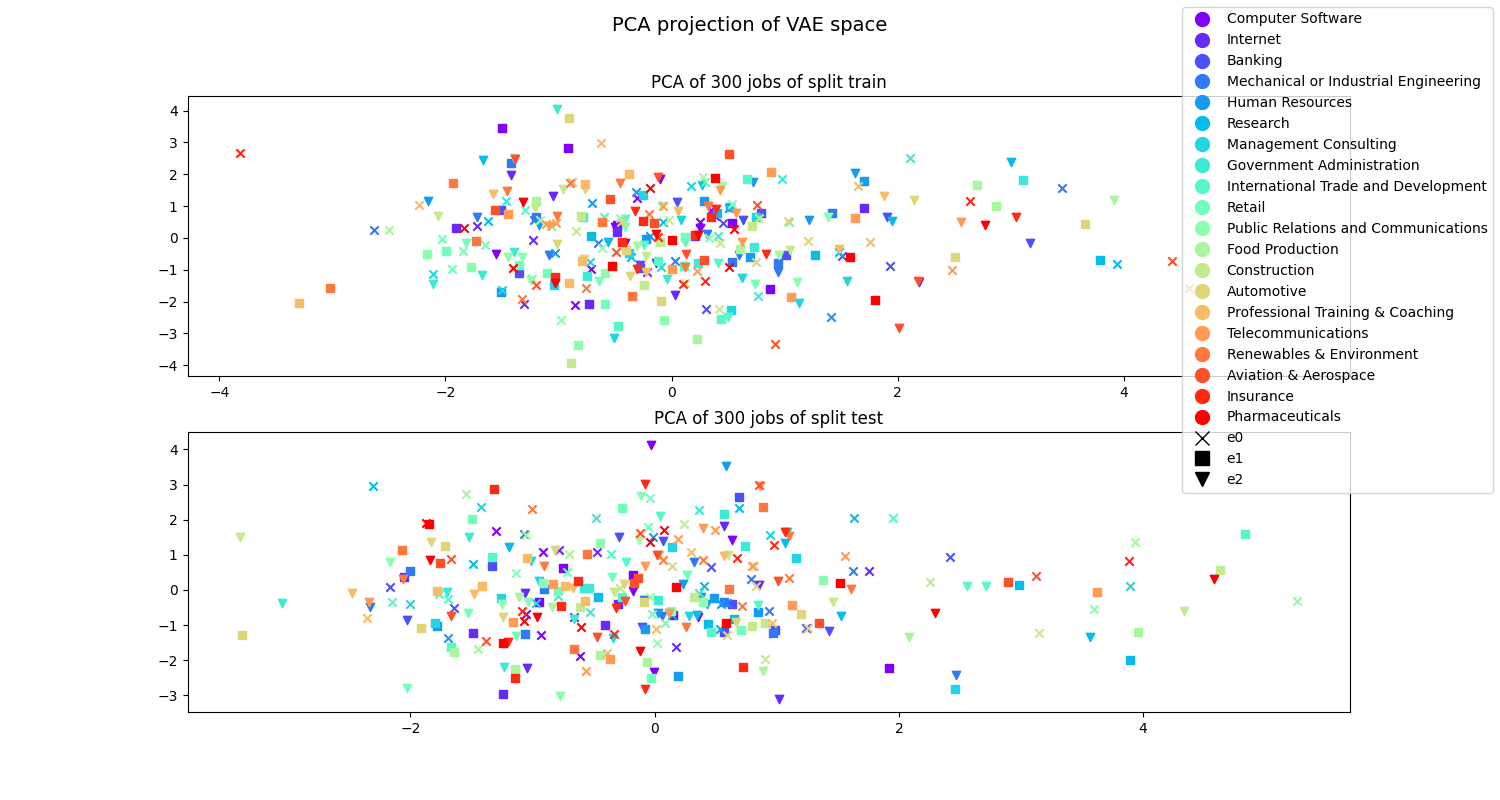 PCA projection of VAE space
PCA of 300 jobs of split train
4
3
2
1
0
−1
−2
−3
−4
−4
−2
0
2
4
PCA of 300 jobs of split test
4
3
2
1
0
−1
−2
−3
−2
0
2
4
Computer Software
Internet
Banking
Mechanical or Industrial Engineering
Human Resources
Research
Management Consulting
Government Administration
International Trade and Development
Retail
Public Relations and Communications
Food Production
Construction
Automotive
Professional Training & Coaching
Telecommunications
Renewables & Environment
Aviation & Aerospace
Insurance
Pharmaceuticals
e0
e1
e2